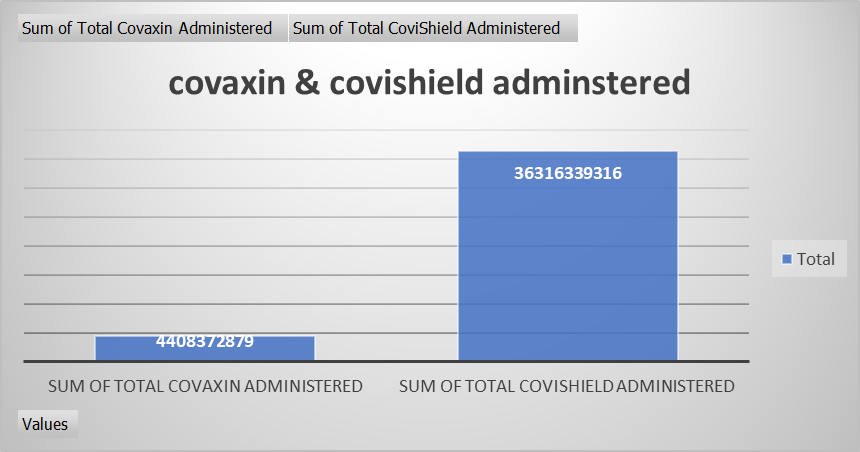 Sum of Total Covaxin Administered Sum of Total CoviShield Administered
covaxin & covishield adminstered
36316339316
Total
4408372879
SUM OF TOTAL COVAXIN ADMINISTERED SUM OF TOTAL COVISHIELD ADMINISTERED
Values